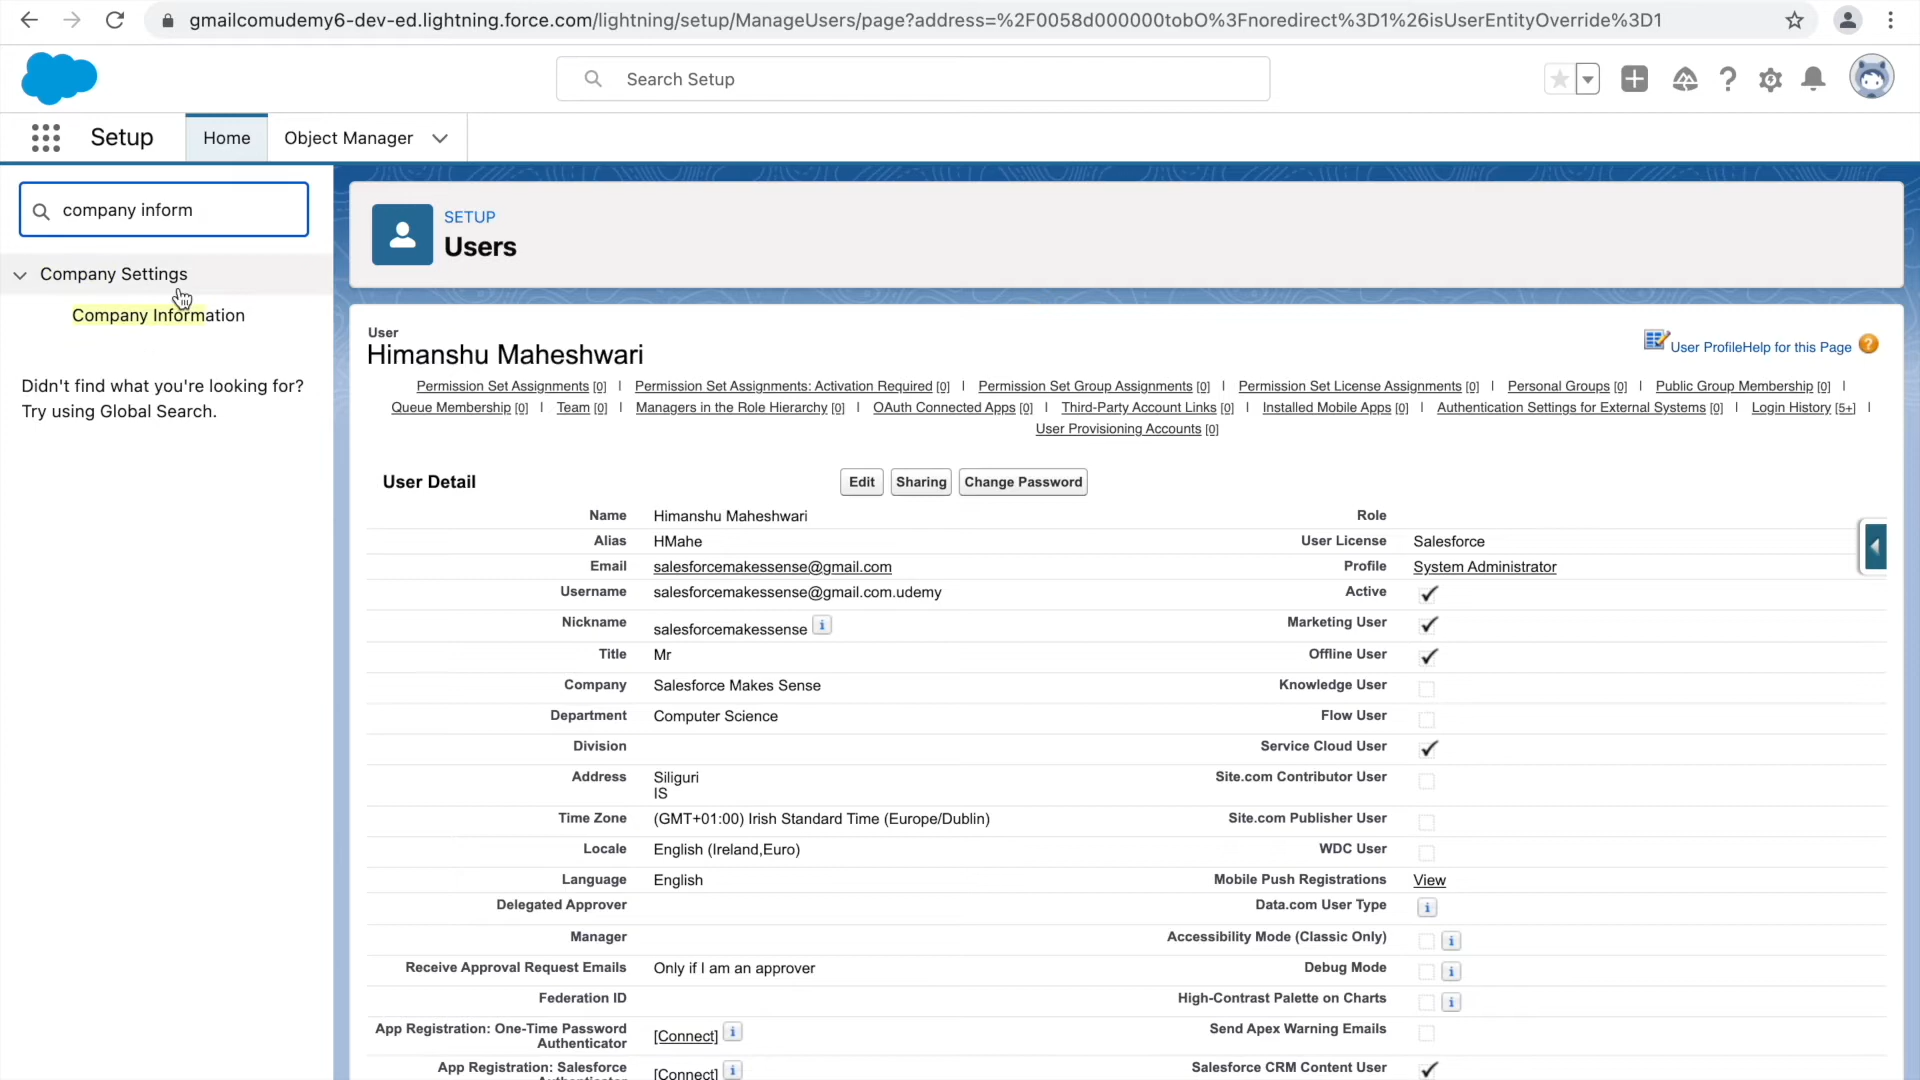 gmailcomudemy6-dev-ed.lightning.force.com/lightning/setup/ManageUsers/page?address=%2F0058d000000tobO%3Fnoredirect%3D1%26isUserEntityOverride%3D1
Search Setup
Setup
Home
Object Manager
company inform
Company Settings
Company Information
Didn't find what you're looking for?
Try using Global Search.
SETUP
Users
User
Himanshu Maheshwari
User Profile Help for this Page
Permission Set Assignments [0] | Permission Set Assignments: Activation Required [0] | Permission Set Group Assignments [0] | Permission Set License Assignments [0] | Personal Groups [0] | Public Group Membership [0] |
Queue Membership [0] | Team [0] | Managers in the Role Hierarchy [0] | OAuth Connected Apps [0] | Third-Party Account Links [0] | Installed Mobile Apps [0] | Authentication Settings for External Systems [0] | Login History [5+] |
User Provisioning Accounts [0]
User Detail
Edit Sharing Change Password
Name Himanshu Maheshwari Role
Alias HMahe User License Salesforce
Email salesforcemakessense@gmail.com Profile System Administrator
Username salesforcemakessense@gmail.com.udemy Active
Nickname salesforcemakessense i Marketing User
Title Mr Offline User
Company Salesforce Makes Sense Knowledge User
Department Computer Science Flow User
Division Service Cloud User
Address Siliguri Site.com Contributor User
IS
Time Zone (GMT+01:00) Irish Standard Time (Europe/Dublin) Site.com Publisher User
Locale English (Ireland,Euro) WDC User
Language English Mobile Push Registrations View
Delegated Approver Data.com User Type i
Manager Accessibility Mode (Classic Only) i
Receive Approval Request Emails Only if I am an approver Debug Mode i
Federation ID High-Contrast Palette on Charts i
App Registration: One-Time Password [Connect] i Send Apex Warning Emails
Authenticator
App Registration: Salesforce [Connect] i Salesforce CRM Content User